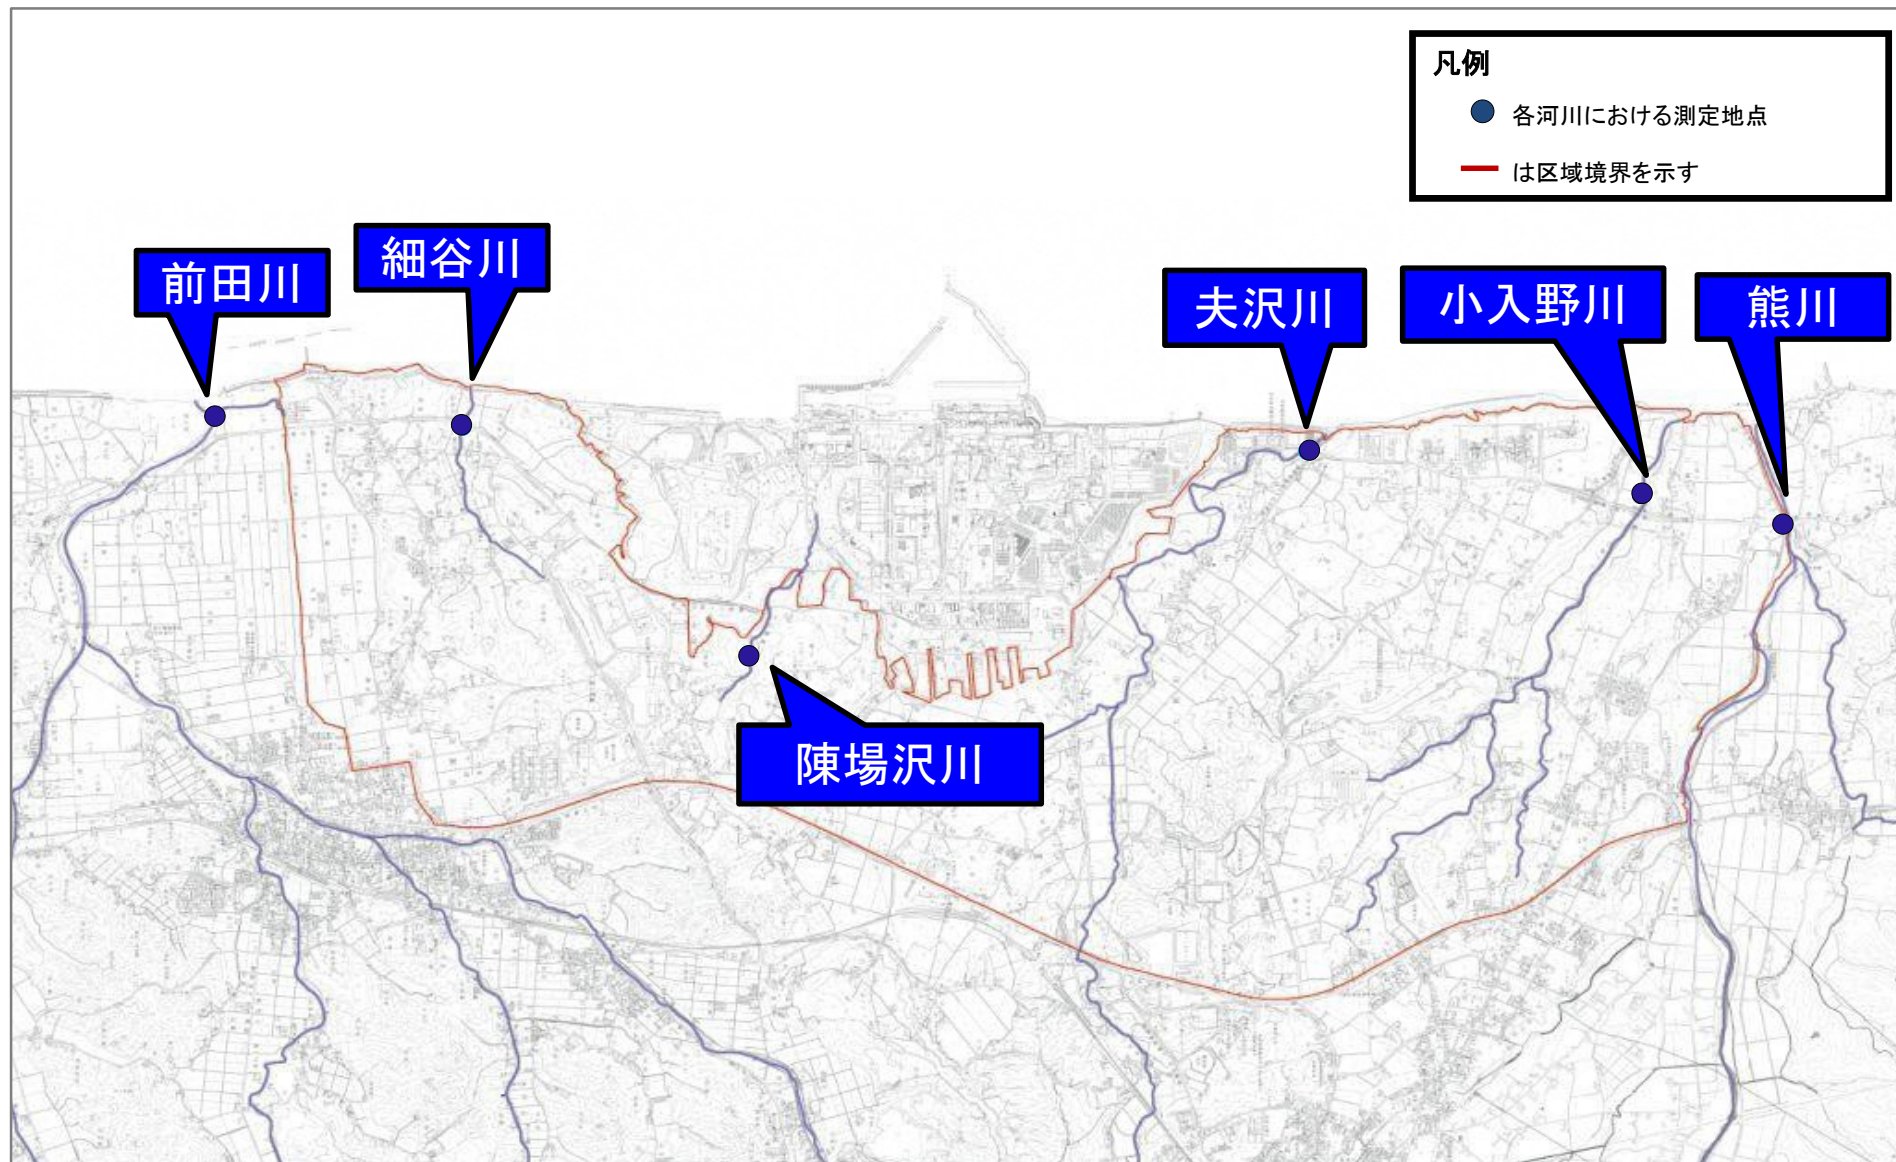 凡例
各河川における測定地点
は区域境界を示す
前田川
細谷川
夫沢川
小入野川
熊川
陳場沢川